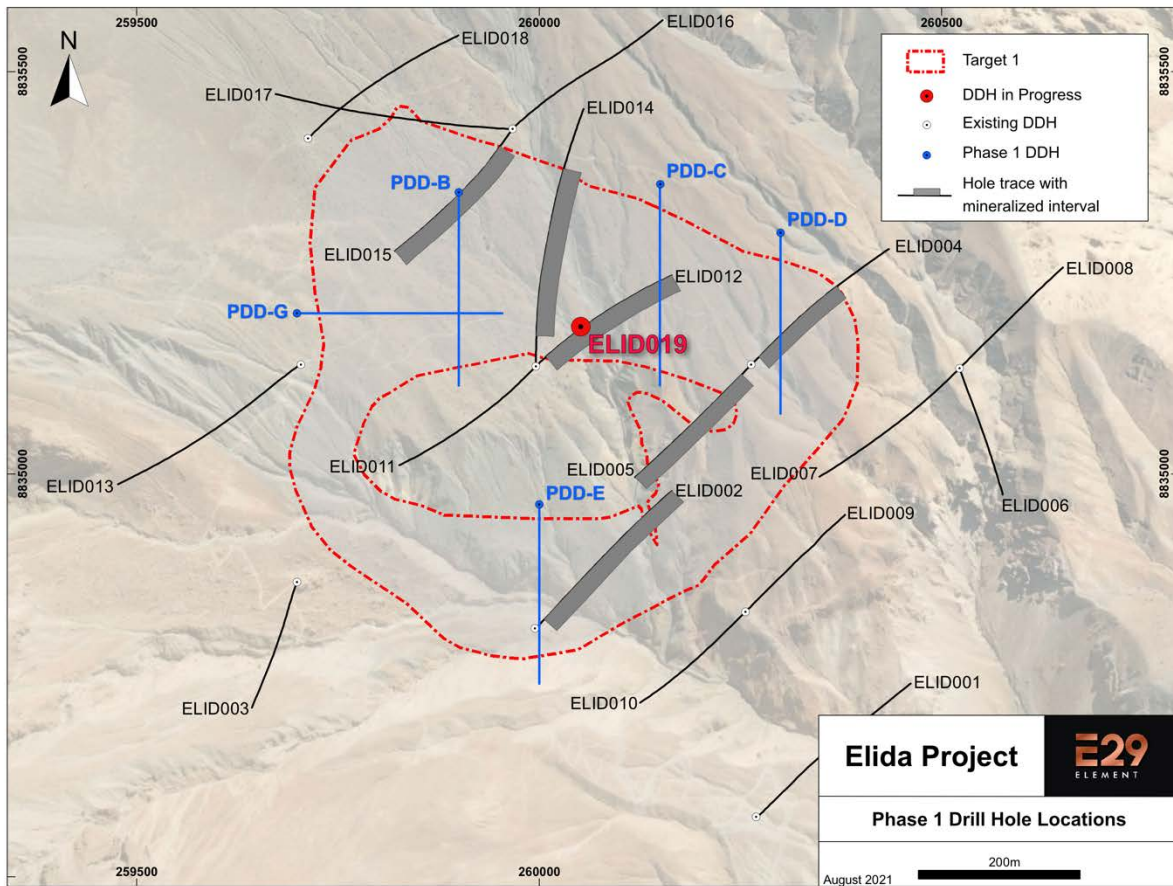 259500
260000
260500
8835500
8835500
N
ELID016
ELID018
ELID017
ELID014
PDD-B
PDD-C
PDD-D
ELID015
ELID012
ELID004
ELID008
PDD-G
ELID019
ELID011
ELID013
ELID005
ELID007
ELID002
ELID006
8835000
8835000
PDD-E
ELID009
ELID003
ELID010
ELID001
Target 1
DDH in Progress
Existing DDH
Phase 1 DDH
Hole trace with
mineralized interval
Elida Project
E29
ELEMENT
Phase 1 Drill Hole Locations
August 2021
200m
259500
260000